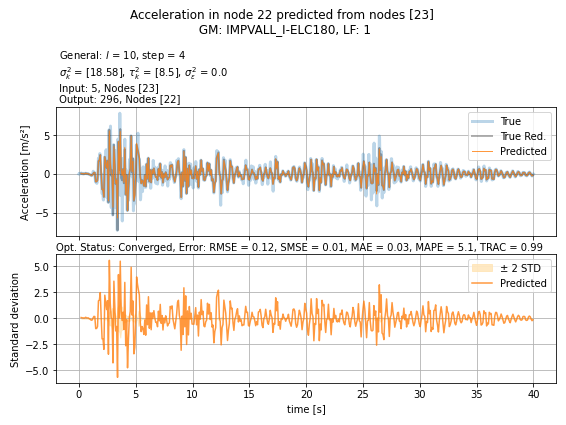 Acceleration in node 22 predicted from nodes [23]
GM: IMPVALL_I-ELC180, LF: 1
General: l = 10, step = 4
σ²ₖ = [18.58], τ²ₖ = [8.5], σ²ε = 0.0
Input: 5, Nodes [23]
Output: 296, Nodes [22]
Acceleration [m/s²]
5
0
−5
True
True Red.
Predicted
Opt. Status: Converged, Error: RMSE = 0.12, SMSE = 0.01, MAE = 0.03, MAPE = 5.1, TRAC = 0.99
Standard deviation
5.0
2.5
0.0
−2.5
−5.0
± 2 STD
Predicted
0 5 10 15 20 25 30 35 40
time [s]